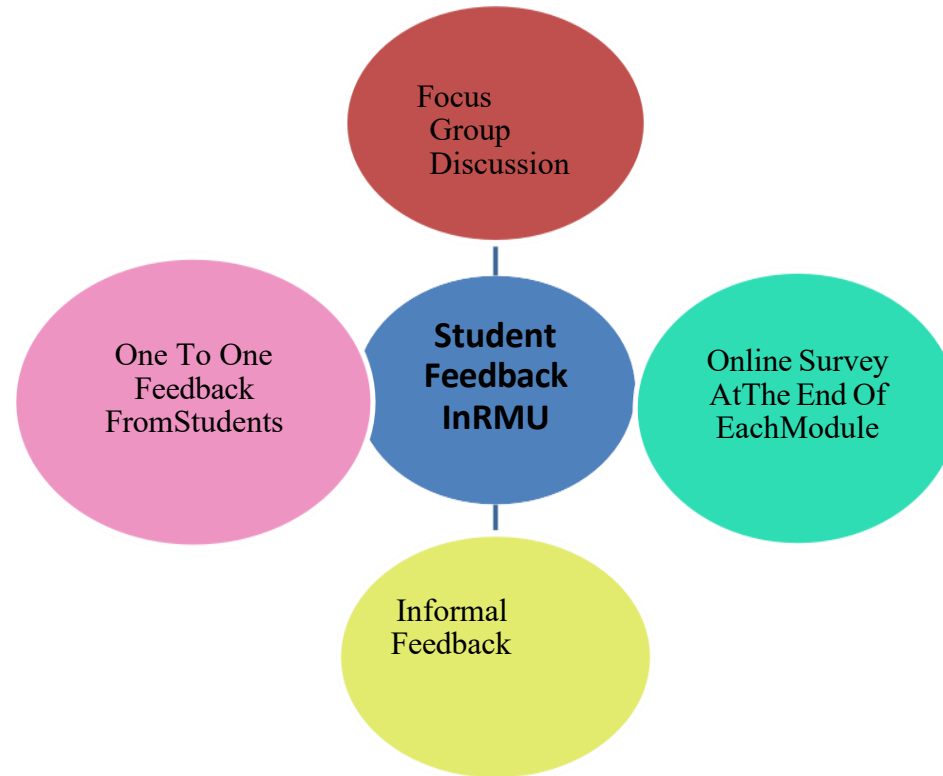 Focus
Group
Discussion
One To One
Feedback
FromStudents
Student
Feedback
InRMU
Online Survey
AtThe End Of
EachModule
Informal
Feedback